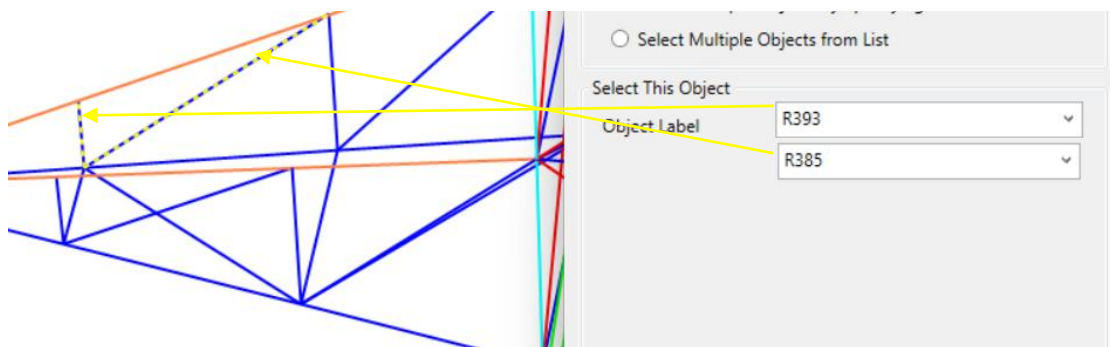 Select Multiple Objects from List
Select This Object
Object Label
R393
R385